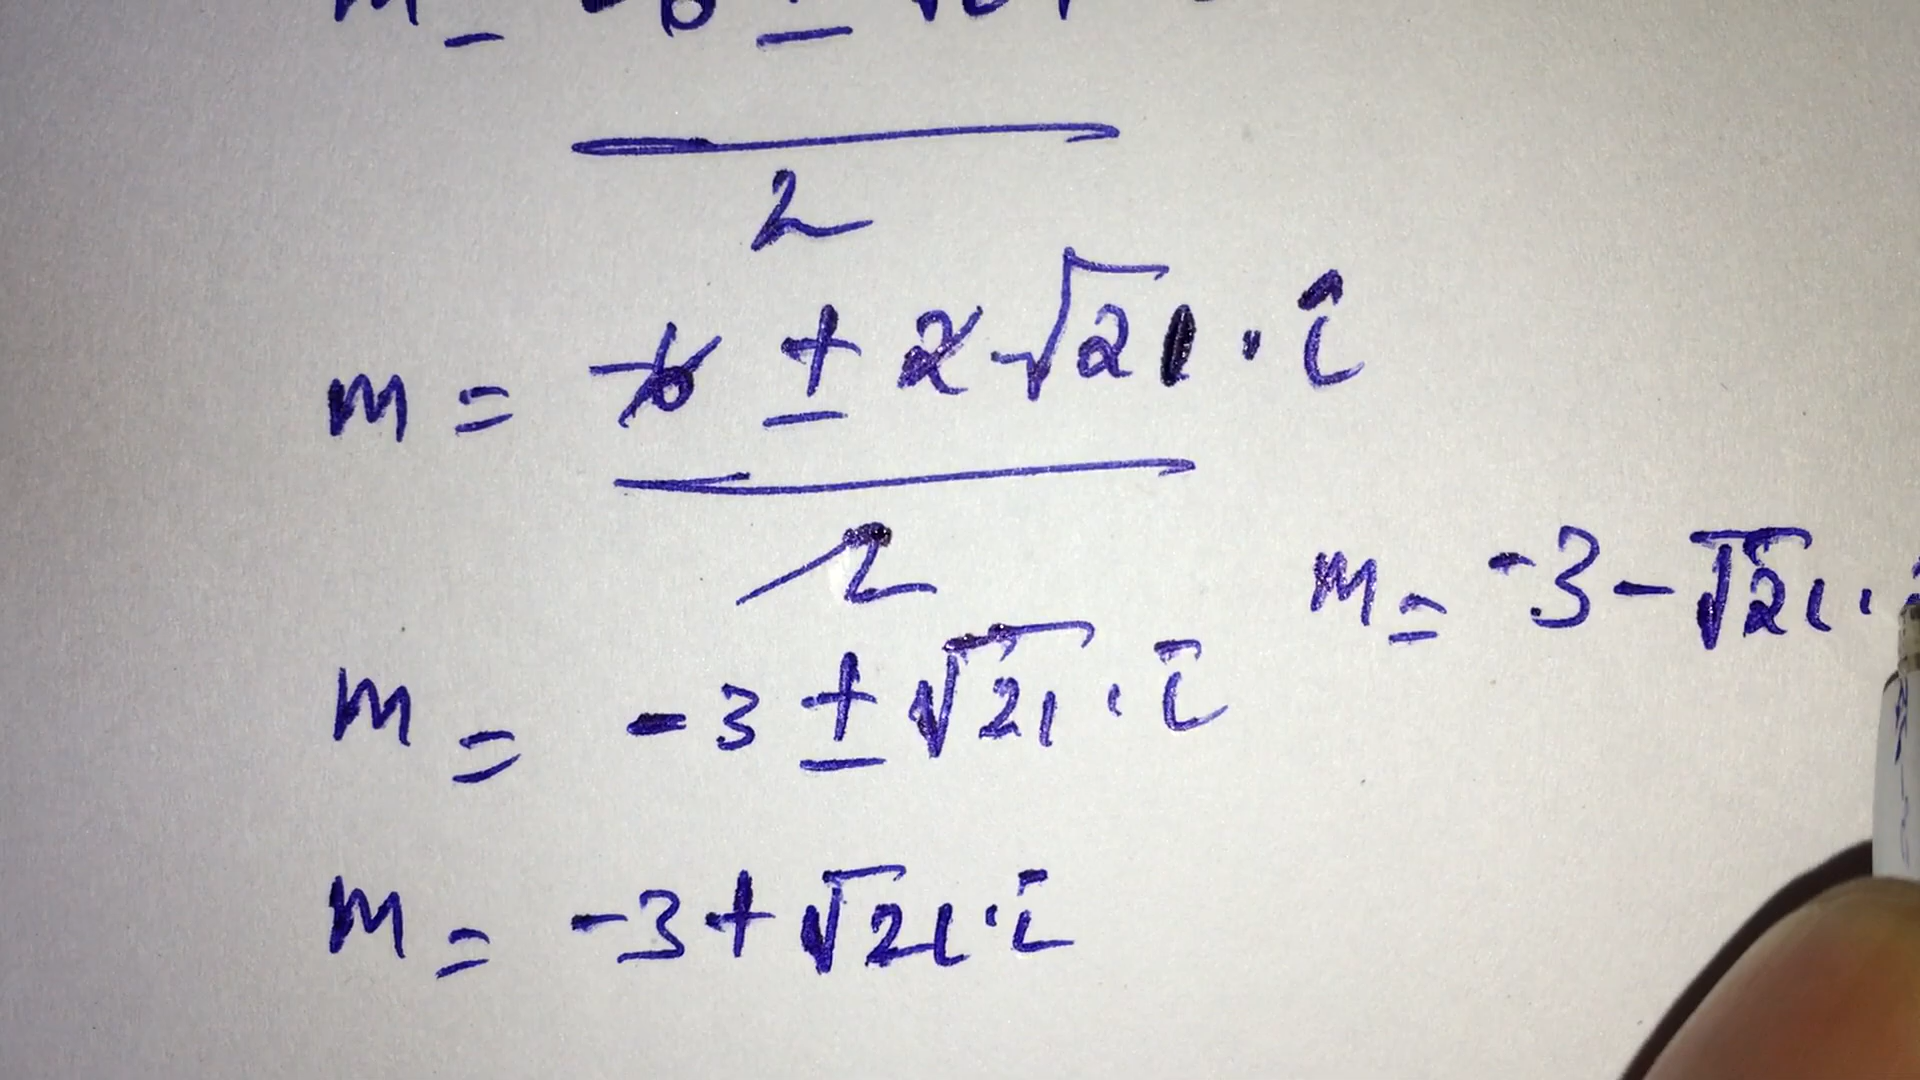 2
m = -6 ± 2√21 · i
2
m = -3 - √21 ·
m = -3 ± √21 · i
m = -3 + √21 · i